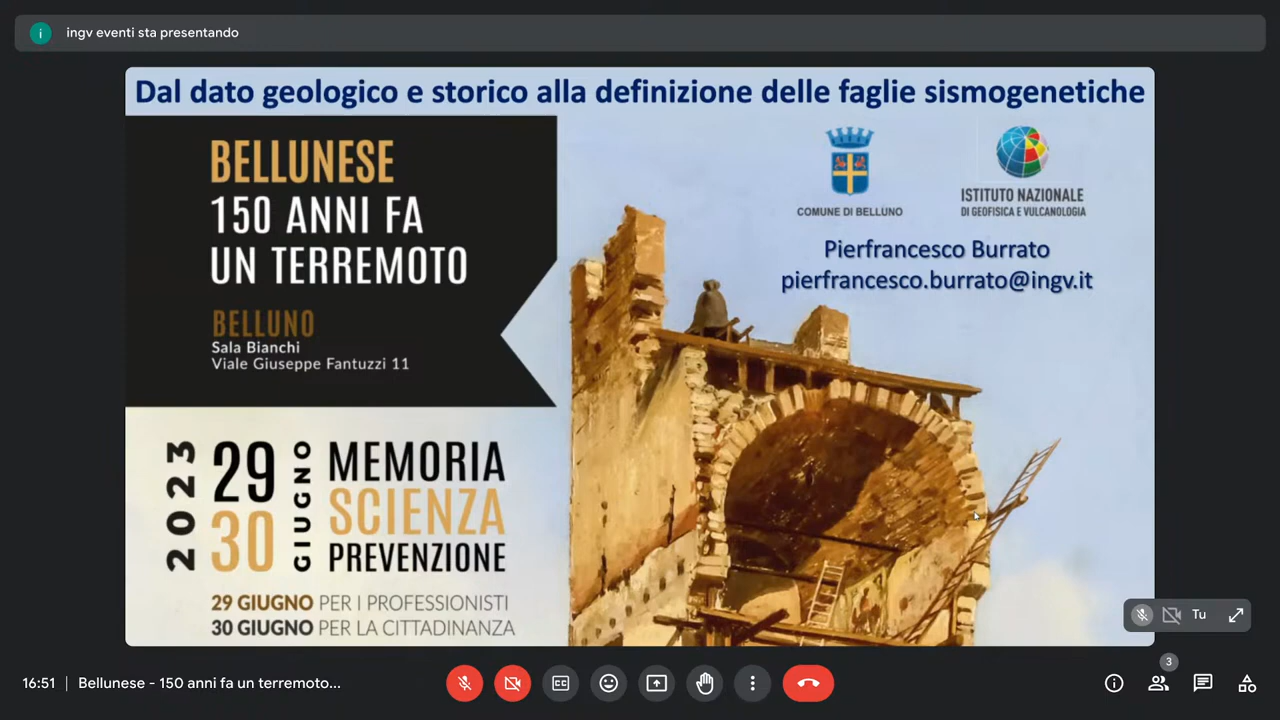 i ingv eventi sta presentando
Dal dato geologico e storico alla definizione delle faglie sismogenetiche
BELLUNESE
150 ANNI FA
UN TERREMOTO
BELLUNO
Sala Bianchi
Viale Giuseppe Fantuzzi 11
COMUNE DI BELLUNO
ISTITUTO NAZIONALE
DI GEOFISICA E VULCANOLOGIA
Pierfrancesco Burrato
pierfrancesco.burrato@ingv.it
2023
29
30
GIUGNO
MEMORIA
SCIENZA
PREVENZIONE
29 GIUGNO PER I PROFESSIONISTI
30 GIUGNO PER LA CITTADINANZA
Tu
16:51 | Bellunese - 150 anni fa un terremoto...
CC
3